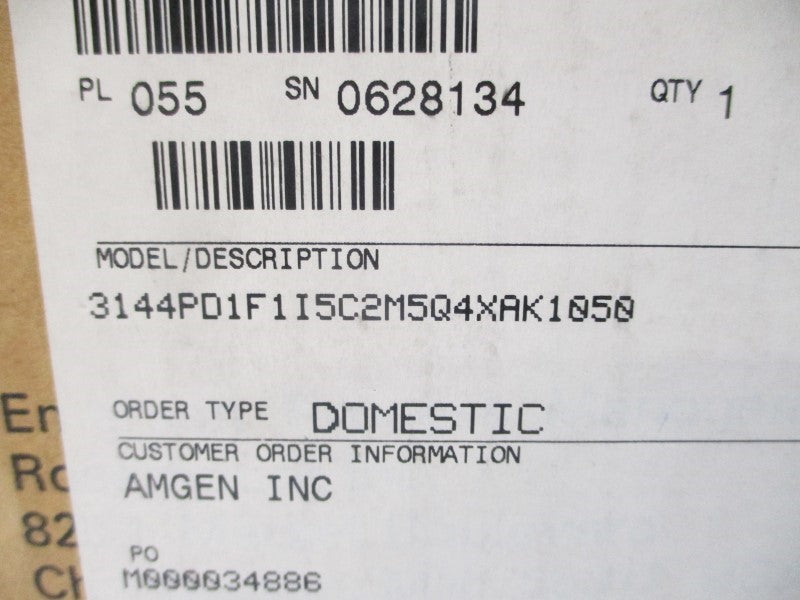 PL 055 SN 0628134 QTY 1
MODEL/DESCRIPTION
3144PD1F1I5C2M5Q4XAK1050
ORDER TYPE DOMESTIC
CUSTOMER ORDER INFORMATION
AMGEN INC
PO
M000034886
82